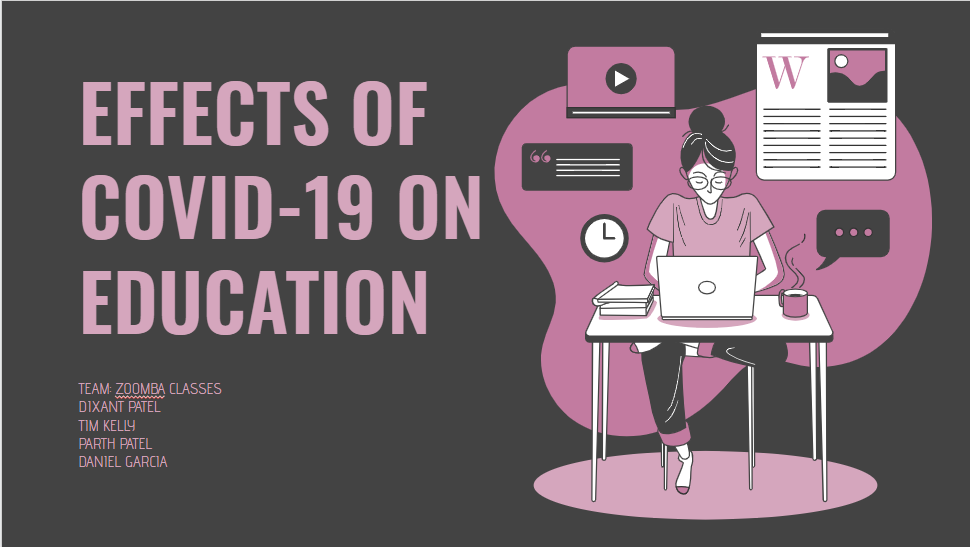 EFFECTS OF
COVID-19 ON
EDUCATION
TEAM: ZOOMBA CLASSES
DIXANT PATEL
TIM KELLY
PARTH PATEL
DANIEL GARCIA
W
“